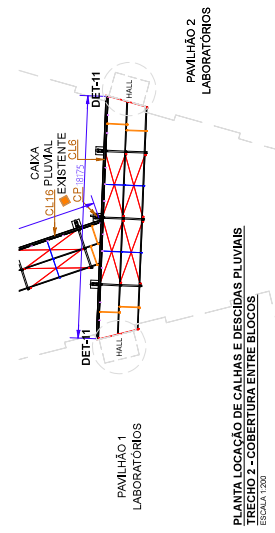 PAVILHÃO 2
LABORATÓRIOS
DET-11
HALL
CAIXA
PLUVIAL
EXISTENTE
CL16
CL6
CP
18175
DET-11
HALL
PAVILHÃO 1
LABORATÓRIOS
PLANTA LOCAÇÃO DE CALHAS E DESCIDAS PLUVIAIS
TRECHO 2 - COBERTURA ENTRE BLOCOS
ESCALA 1:200